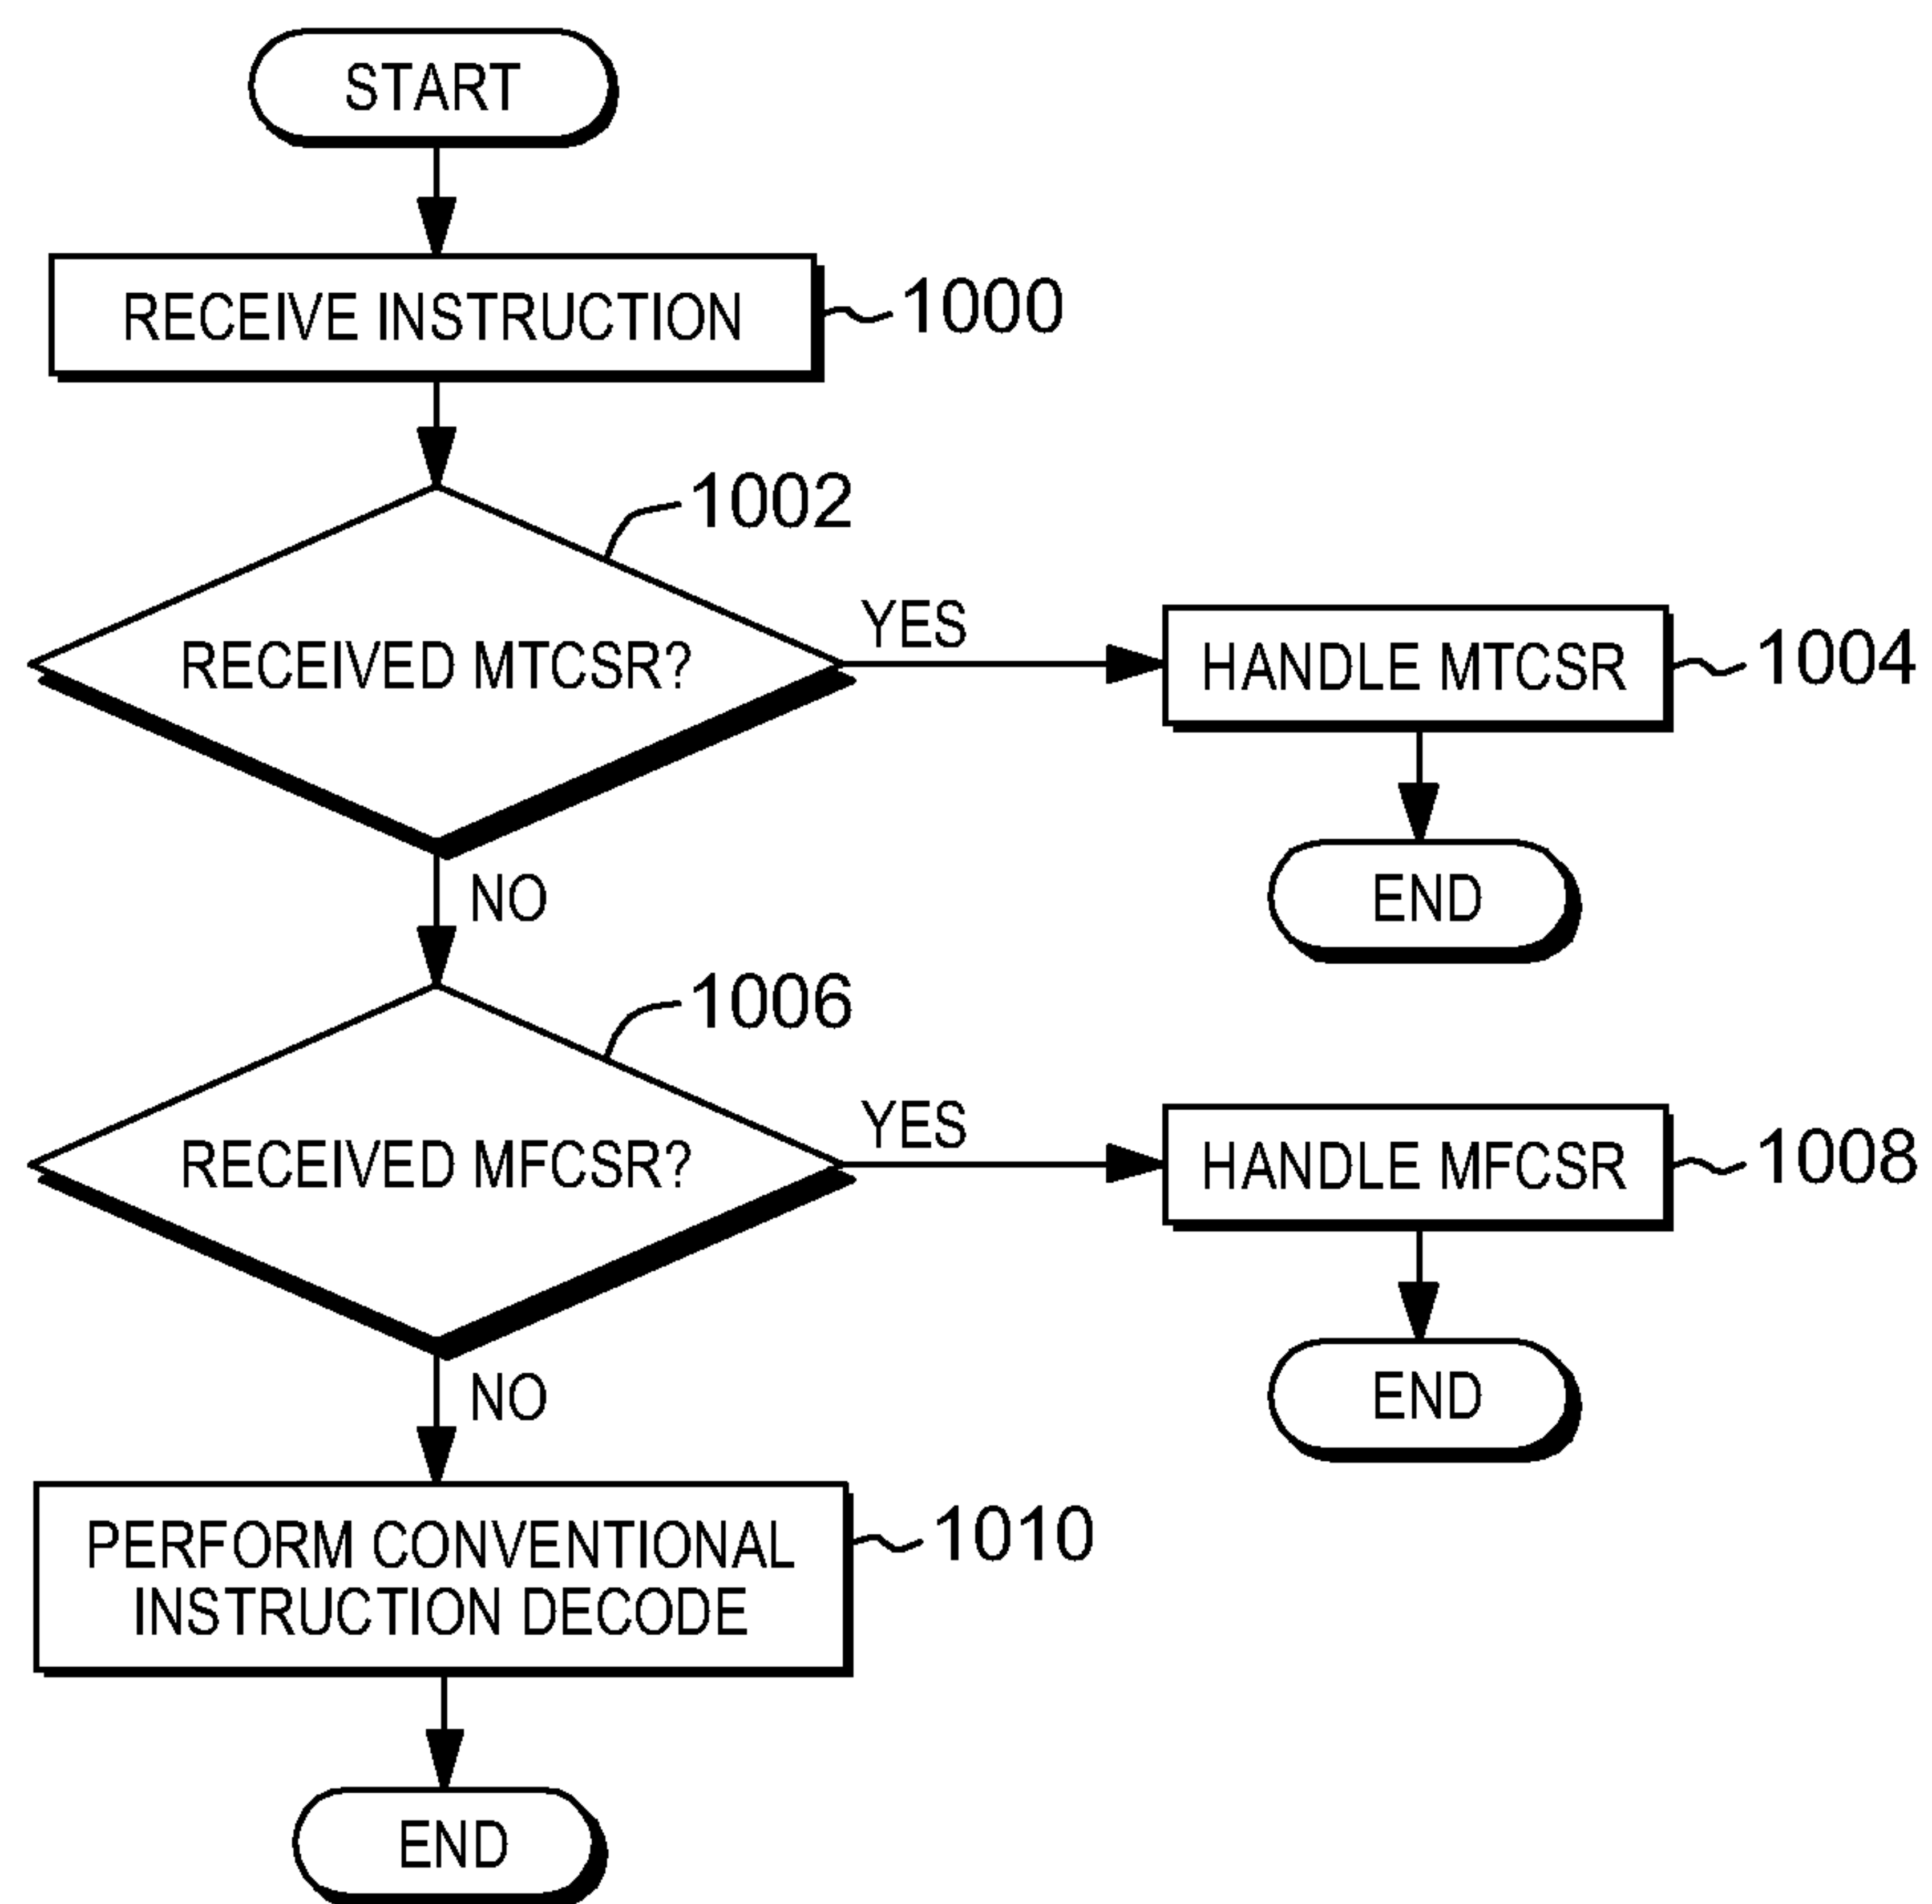 START
RECEIVE INSTRUCTION
1000
1002
RECEIVED MTCSR?
YES
HANDLE MTCSR
1004
END
NO
1006
RECEIVED MFCSR?
YES
HANDLE MFCSR
1008
END
NO
PERFORM CONVENTIONAL
INSTRUCTION DECODE
1010
END